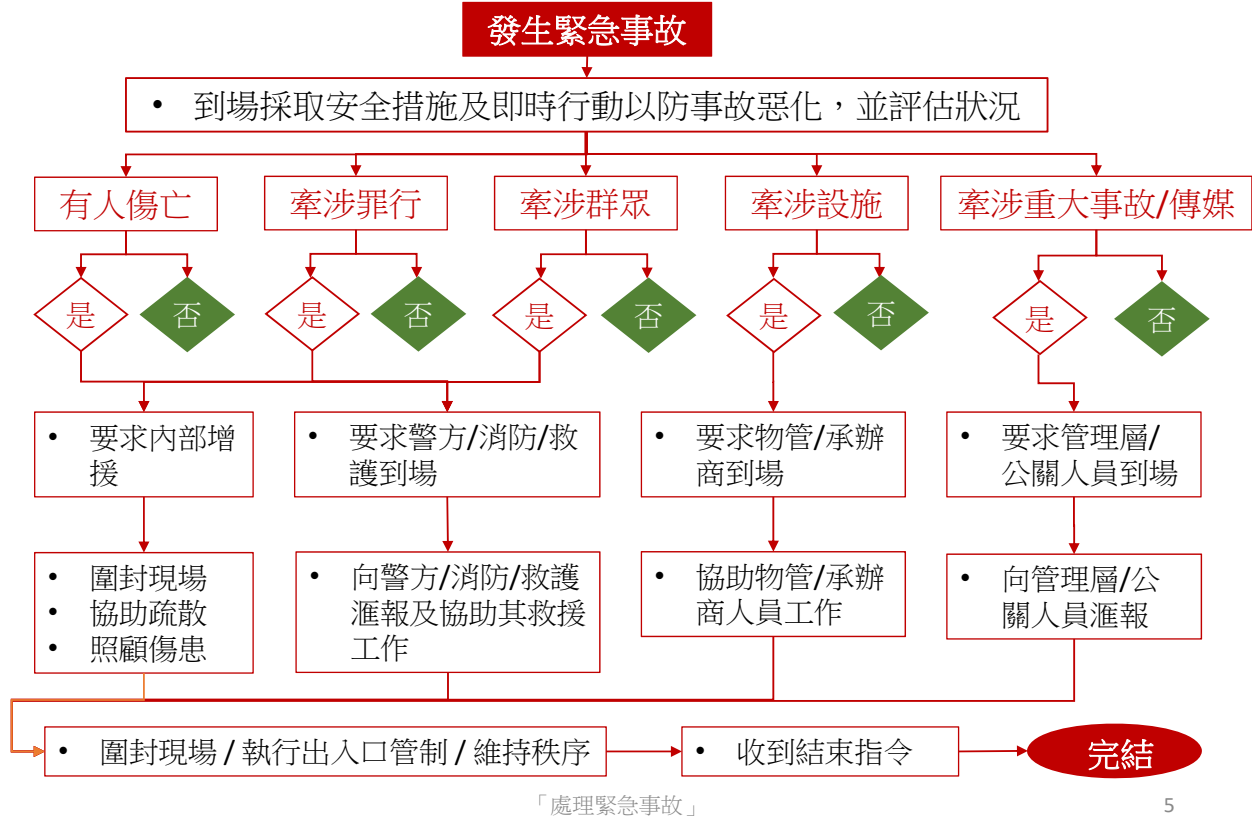 發生緊急事故
• 到場採取安全措施及即時行動以防事故惡化，並評估狀況
有人傷亡
牽涉罪行
牽涉群眾
牽涉設施
牽涉重大事故/傳媒
是
否
是
否
是
否
是
否
是
否
• 要求內部增
援
• 要求警方/消防/救
護到場
• 要求物管/承辦
商到場
• 要求管理層/
公關人員到場
• 圍封現場
• 協助疏散
• 照顧傷患
• 向警方/消防/救護
滙報及協助其救援
工作
• 協助物管/承辦
商人員工作
• 向管理層/公
關人員滙報
• 圍封現場 / 執行出入口管制 / 維持秩序
• 收到結束指令
完結
「處理緊急事故」
5